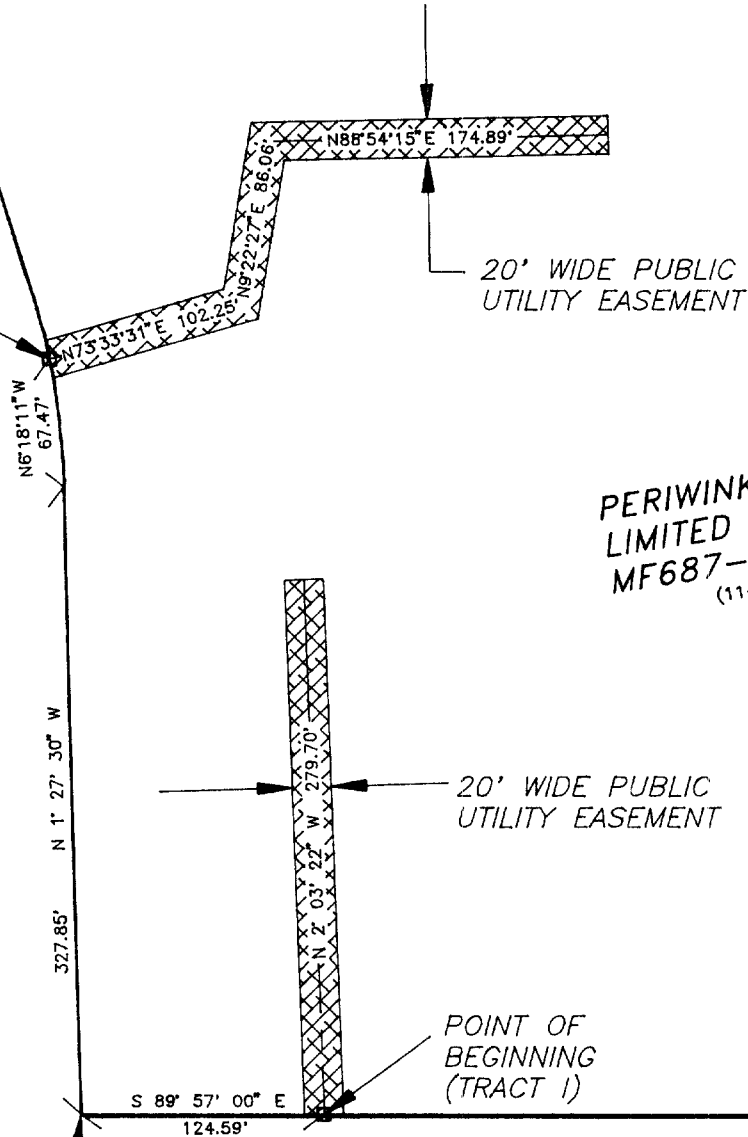 N88°54'15"E 174.89'
N9°22'27"E 86.06'
20' WIDE PUBLIC
UTILITY EASEMENT
N73°33'31"E 102.25'
N6°18'11"W
67.47'
PERIWINK
LIMITED
MF687-
(11-
N 1° 27' 30" W
327.85'
N 2° 03' 22" W 279.70'
20' WIDE PUBLIC
UTILITY EASEMENT
POINT OF
BEGINNING
(TRACT I)
S 89° 57' 00" E
124.59'